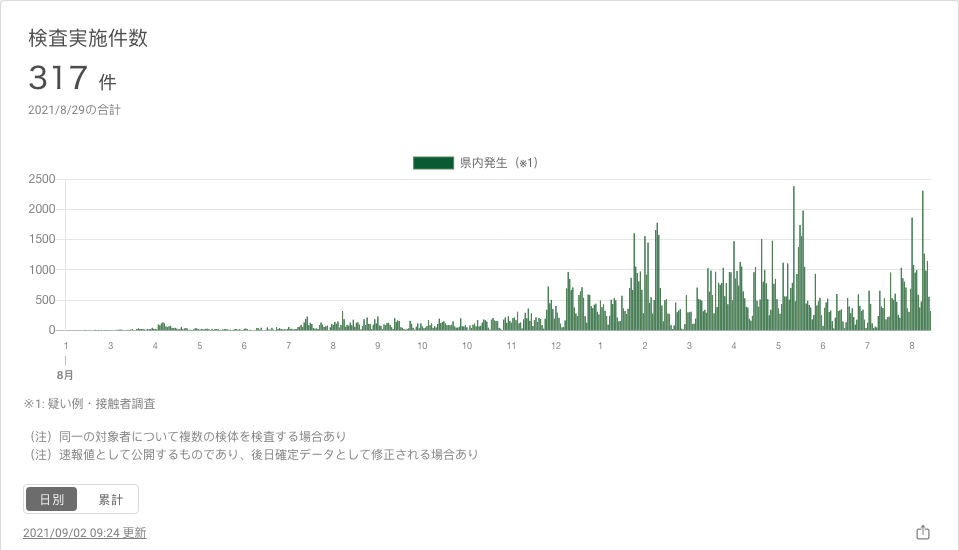 検査実施件数
317 件
2021/8/29の合計
県内発生（※1）
2500
2000
1500
1000
500
0
1 3 4 5 6 7 8 9 10 10 11 12 1 2 3 4 5 6 7 8
8月
※1: 疑い例・接触者調査
（注）同一の対象者について複数の検体を検査する場合あり
（注）速報値として公開するものであり、後日確定データとして修正される場合あり
日別 累計
2021/09/02 09:24 更新